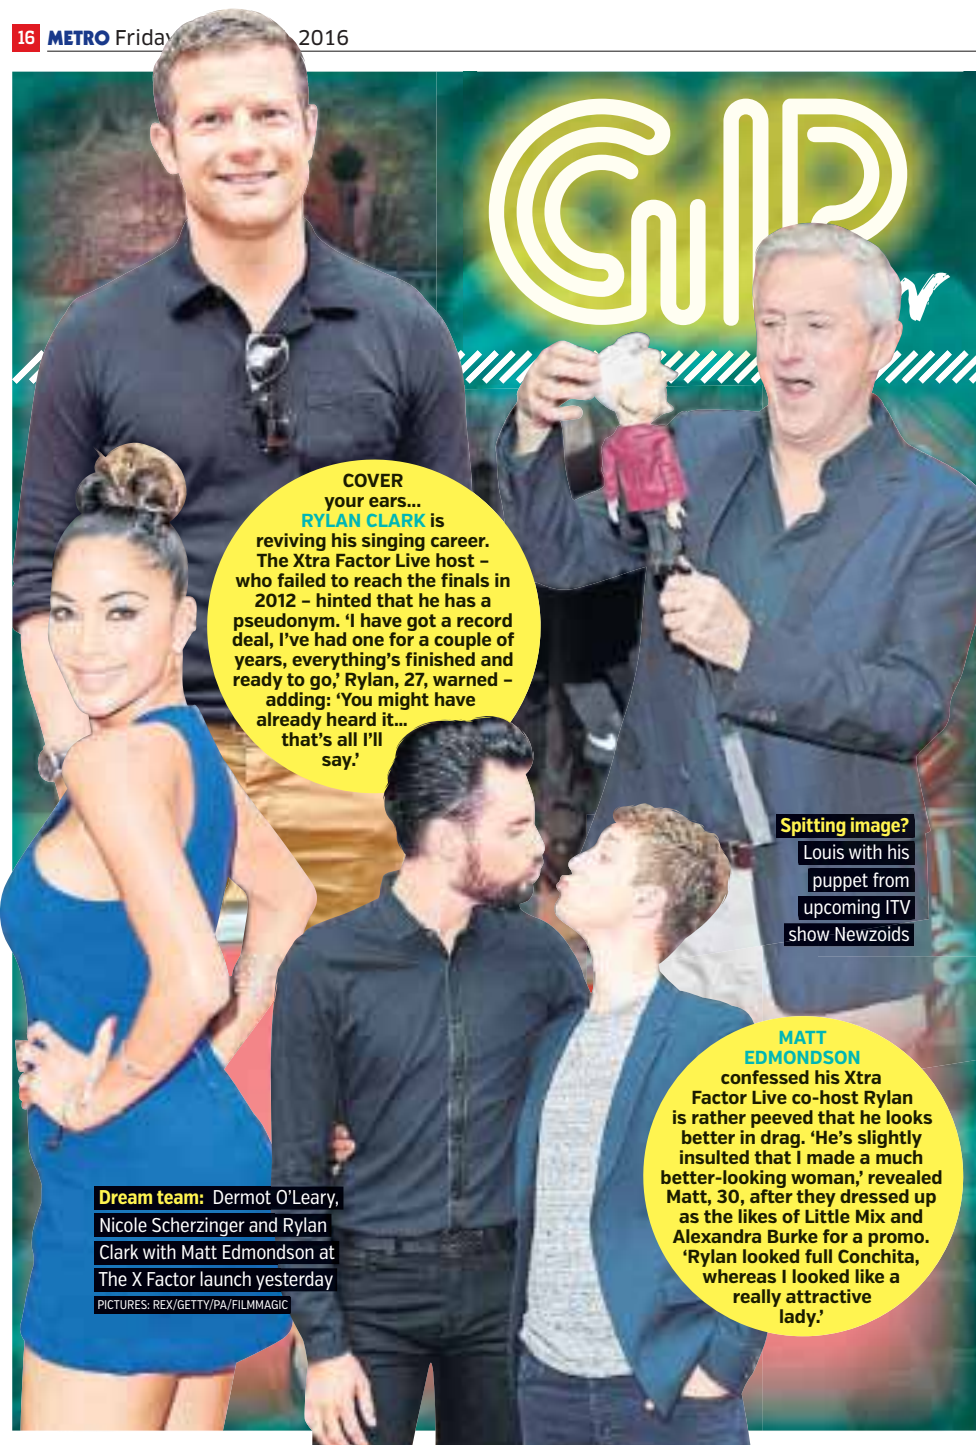 16 METRO Friday 2016
COVER
your ears...
RYLAN CLARK is
reviving his singing career.
The Xtra Factor Live host –
who failed to reach the finals in
2012 – hinted that he has a
pseudonym. ‘I have got a record
deal, I’ve had one for a couple of
years, everything’s finished and
ready to go,’ Rylan, 27, warned –
adding: ‘You might have
already heard it...
that’s all I’ll
say.’
Spitting image?
Louis with his
puppet from
upcoming ITV
show Newzoids
MATT
EDMONDSON
confessed his Xtra
Factor Live co-host Rylan
is rather peeved that he looks
better in drag. ‘He’s slightly
insulted that I made a much
better-looking woman,’ revealed
Matt, 30, after they dressed up
as the likes of Little Mix and
Alexandra Burke for a promo.
‘Rylan looked full Conchita,
whereas I looked like a
really attractive
lady.’
Dream team: Dermot O’Leary,
Nicole Scherzinger and Rylan
Clark with Matt Edmondson at
The X Factor launch yesterday
PICTURES: REX/GETTY/PA/FILMMAGIC